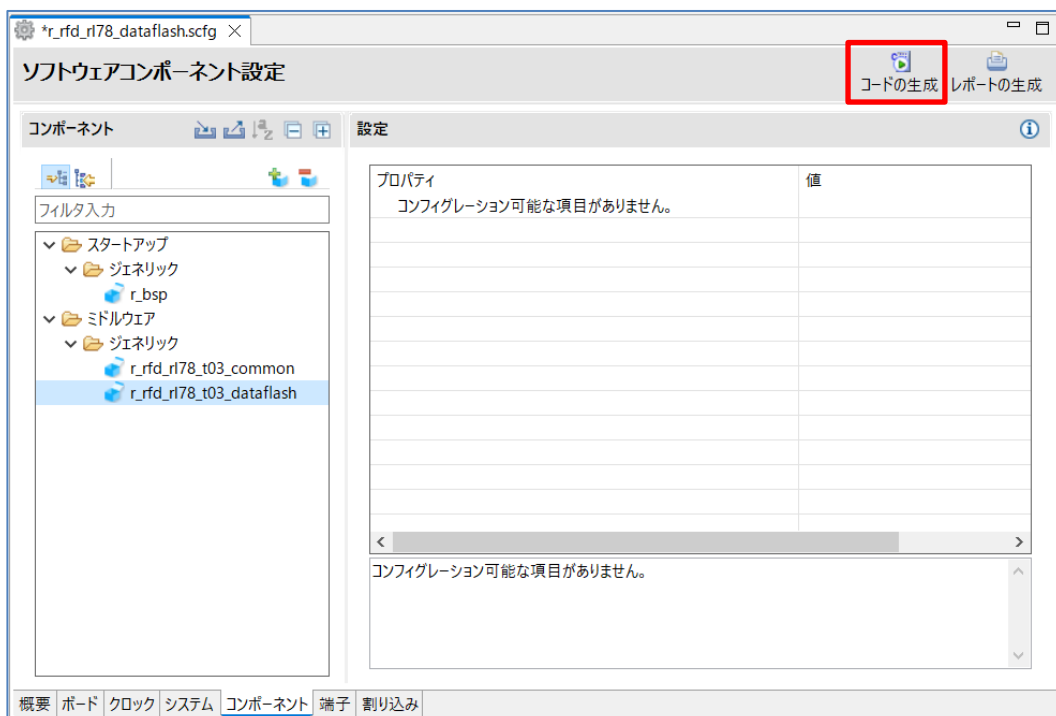 *r_rfd_rl78_dataflash.scfg
ソフトウェアコンポーネント設定
コードの生成
レポートの生成
コンポーネント
設定
フィルタ入力
スタートアップ
ジェネリック
r_bsp
ミドルウェア
ジェネリック
r_rfd_rl78_t03_common
r_rfd_rl78_t03_dataflash
プロパティ 値
コンフィグレーション可能な項目がありません。
コンフィグレーション可能な項目がありません。
概要 ボード クロック システム コンポーネント 端子 割り込み